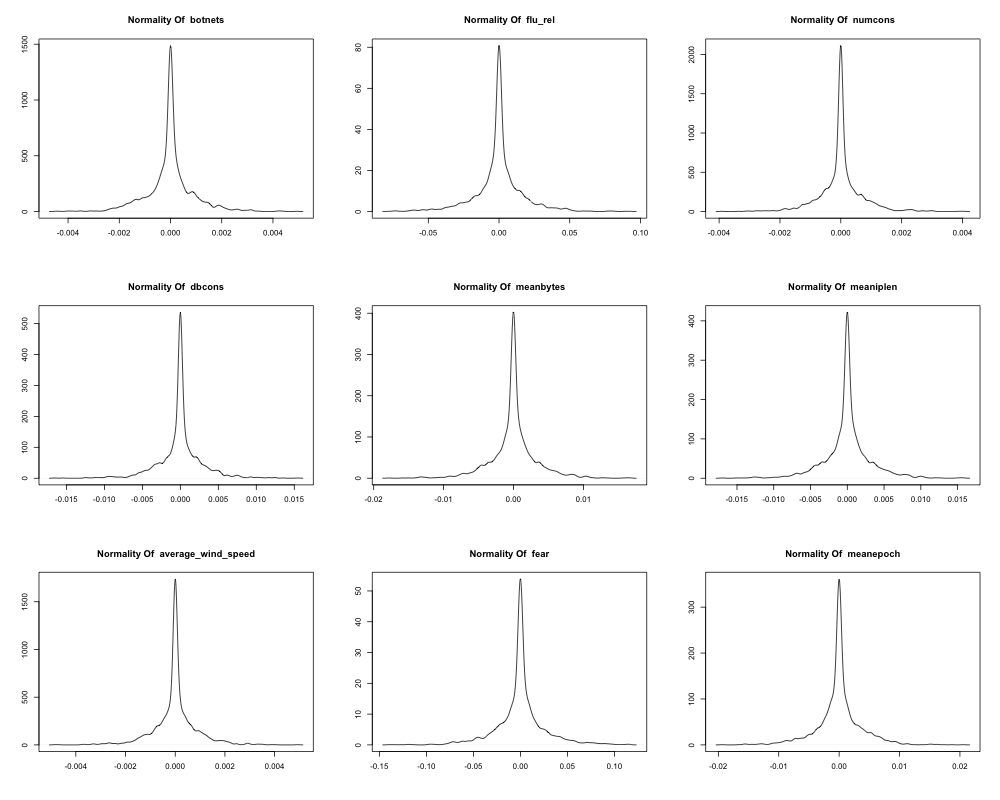 Normality Of botnets
1500
1000
500
0
-0.004 -0.002 0.000 0.002 0.004
Normality Of flu_rel
80
60
40
20
0
-0.05 0.00 0.05 0.10
Normality Of numcons
2000
1500
1000
500
0
-0.004 -0.002 0.000 0.002 0.004
Normality Of dbcons
500
400
300
200
100
0
-0.015 -0.010 -0.005 0.000 0.005 0.010 0.015
Normality Of meanbytes
400
300
200
100
0
-0.02 -0.01 0.00 0.01
Normality Of meaniplen
400
300
200
100
0
-0.015 -0.010 -0.005 0.000 0.005 0.010 0.015
Normality Of average_wind_speed
1500
1000
500
0
-0.004 -0.002 0.000 0.002 0.004
Normality Of fear
50
40
30
20
10
0
-0.15 -0.10 -0.05 0.00 0.05 0.10
Normality Of meanepoch
300
200
100
0
-0.02 -0.01 0.00 0.01 0.02